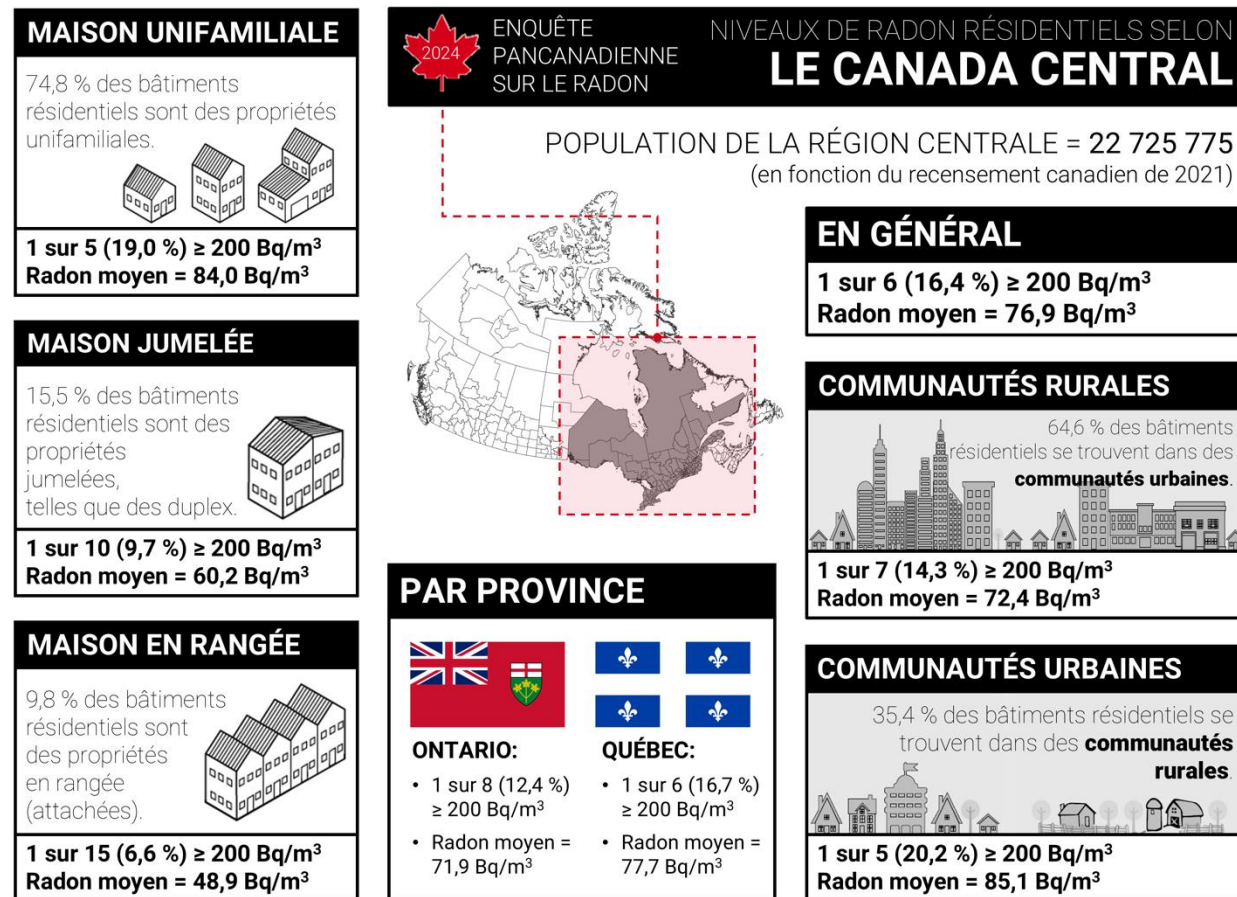 MAISON UNIFAMILIALE
74,8 % des bâtiments
résidentiels sont des propriétés
unifamiliales.
1 sur 5 (19,0 %) ≥ 200 Bq/m³
Radon moyen = 84,0 Bq/m³
MAISON JUMELÉE
15,5 % des bâtiments
résidentiels sont des
propriétés
jumelées,
telles que des duplex.
1 sur 10 (9,7 %) ≥ 200 Bq/m³
Radon moyen = 60,2 Bq/m³
MAISON EN RANGÉE
9,8 % des bâtiments
résidentiels sont
des propriétés
en rangée
(attachées).
1 sur 15 (6,6 %) ≥ 200 Bq/m³
Radon moyen = 48,9 Bq/m³
2024
ENQUÊTE
PANCANADIENNE
SUR LE RADON
NIVEAUX DE RADON RÉSIDENTIELS SELON
LE CANADA CENTRAL
POPULATION DE LA RÉGION CENTRALE = 22 725 775
(en fonction du recensement canadien de 2021)
PAR PROVINCE
ONTARIO:
• 1 sur 8 (12,4 %)
≥ 200 Bq/m³
• Radon moyen =
71,9 Bq/m³
QUÉBEC:
• 1 sur 6 (16,7 %)
≥ 200 Bq/m³
• Radon moyen =
77,7 Bq/m³
EN GÉNÉRAL
1 sur 6 (16,4 %) ≥ 200 Bq/m³
Radon moyen = 76,9 Bq/m³
COMMUNAUTÉS RURALES
64,6 % des bâtiments
résidentiels se trouvent dans des
communautés urbaines.
1 sur 7 (14,3 %) ≥ 200 Bq/m³
Radon moyen = 72,4 Bq/m³
COMMUNAUTÉS URBAINES
35,4 % des bâtiments résidentiels se
trouvent dans des communautés
rurales.
1 sur 5 (20,2 %) ≥ 200 Bq/m³
Radon moyen = 85,1 Bq/m³